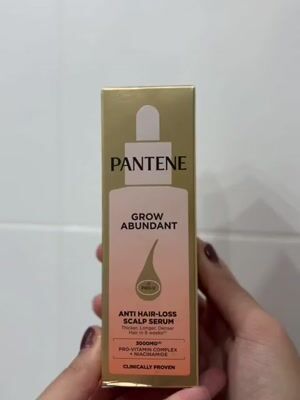 PANTENE
GROW
ABUNDANT
PRO-V
ANTI HAIR-LOSS
SCALP SERUM
Thicker, Longer, Denser
Hair in 8 weeks
3000MG
PRO-VITAMIN COMPLEX
+ NIACINAMIDE
CLINICALLY PROVEN